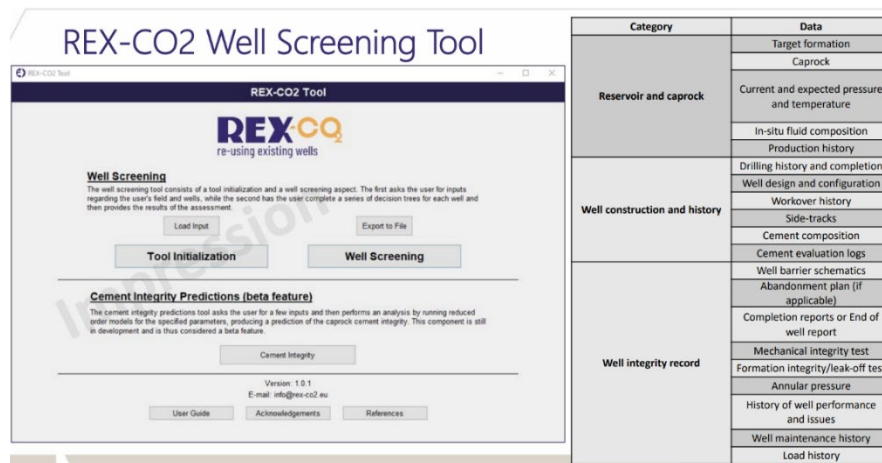 REX-CO2 Well Screening Tool
REX-CO2 Tool
REX-CO2 Tool
REX-CO2
re-using existing wells
Well Screening
The well screening tool consists of a tool initialization and a well screening aspect. The first asks the user for inputs
regarding the user's field and wells, while the second has the user complete a series of decision trees for each well and
then provides the results of the assessment.
Load Input
Export to File
Tool Initialization
Well Screening
Cement Integrity Predictions (beta feature)
The cement integrity predictions tool asks the user for a few inputs and then performs an analysis by running reduced
order models for the specified parameters, producing a prediction of the caprock cement integrity. This component is still
in development and is thus considered a beta feature.
Cement Integrity
Version: 1.0.1
E-mail: info@rex-co2.eu
User Guide
Acknowledgements
References
Impression
Category
Data
Reservoir and caprock
Target formation
Caprock
Current and expected pressure
and temperature
In-situ fluid composition
Production history
Well construction and history
Drilling history and completion
Well design and configuration
Workover history
Side-tracks
Cement composition
Cement evaluation logs
Well integrity record
Well barrier schematics
Abandonment plan (if
applicable)
Completion reports or End of
well report
Mechanical integrity test
Formation integrity/leak-off tes
Annular pressure
History of well performance
and issues
Well maintenance history
Load history